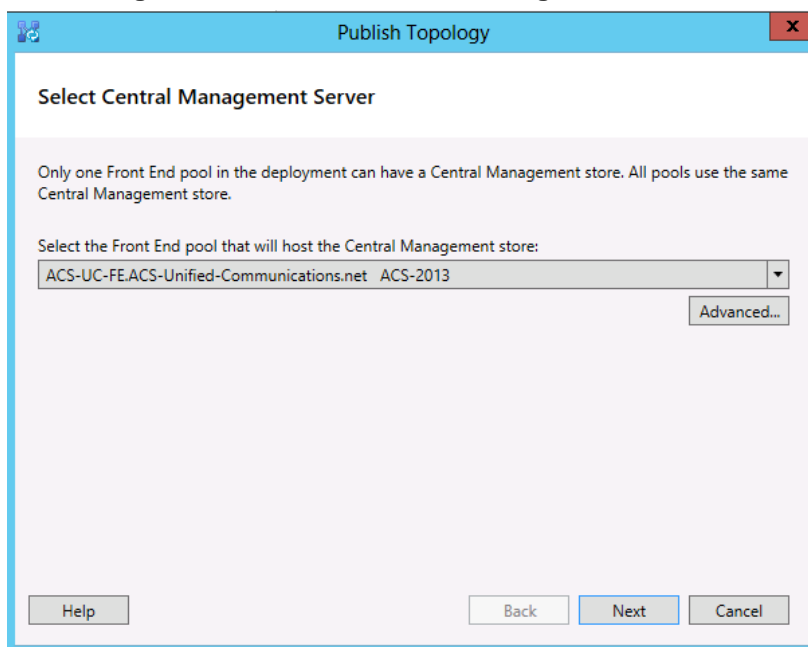 Publish Topology
x
Select Central Management Server
Only one Front End pool in the deployment can have a Central Management store. All pools use the same
Central Management store.
Select the Front End pool that will host the Central Management store:
ACS-UC-FE.ACS-Unified-Communications.net ACS-2013
Advanced...
Help Back Next Cancel